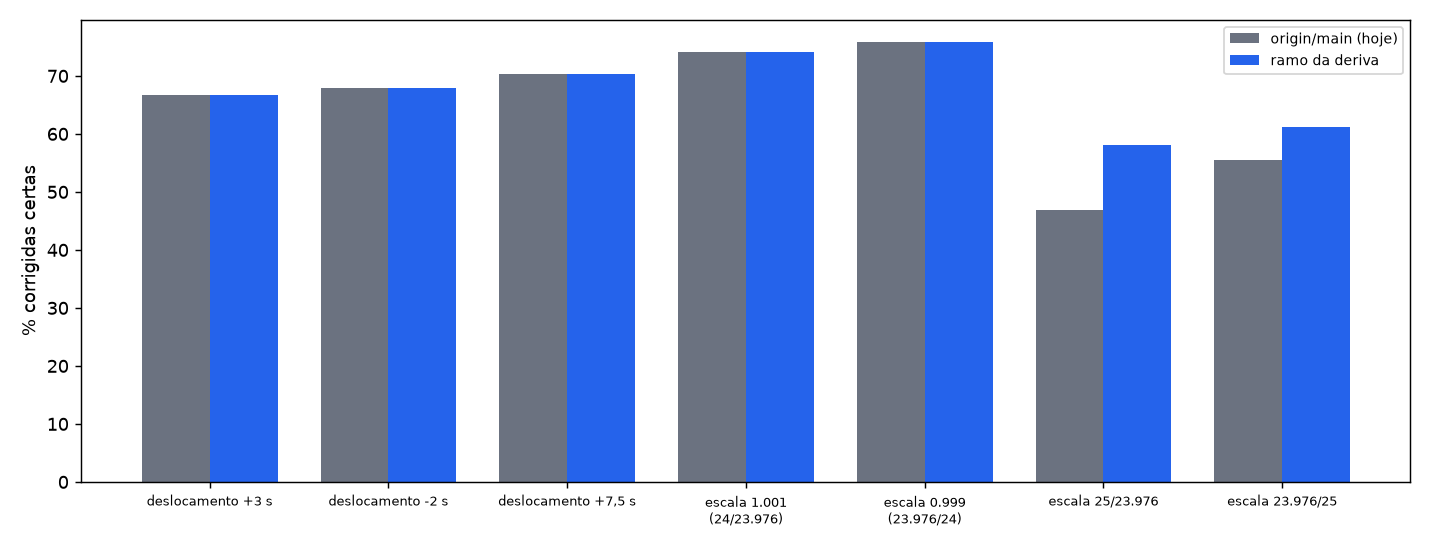 origin/main (hoje)
ramo da deriva
% corrigidas certas
70
60
50
40
30
20
10
0
deslocamento +3 s
deslocamento -2 s
deslocamento +7,5 s
escala 1.001
(24/23.976)
escala 0.999
(23.976/24)
escala 25/23.976
escala 23.976/25